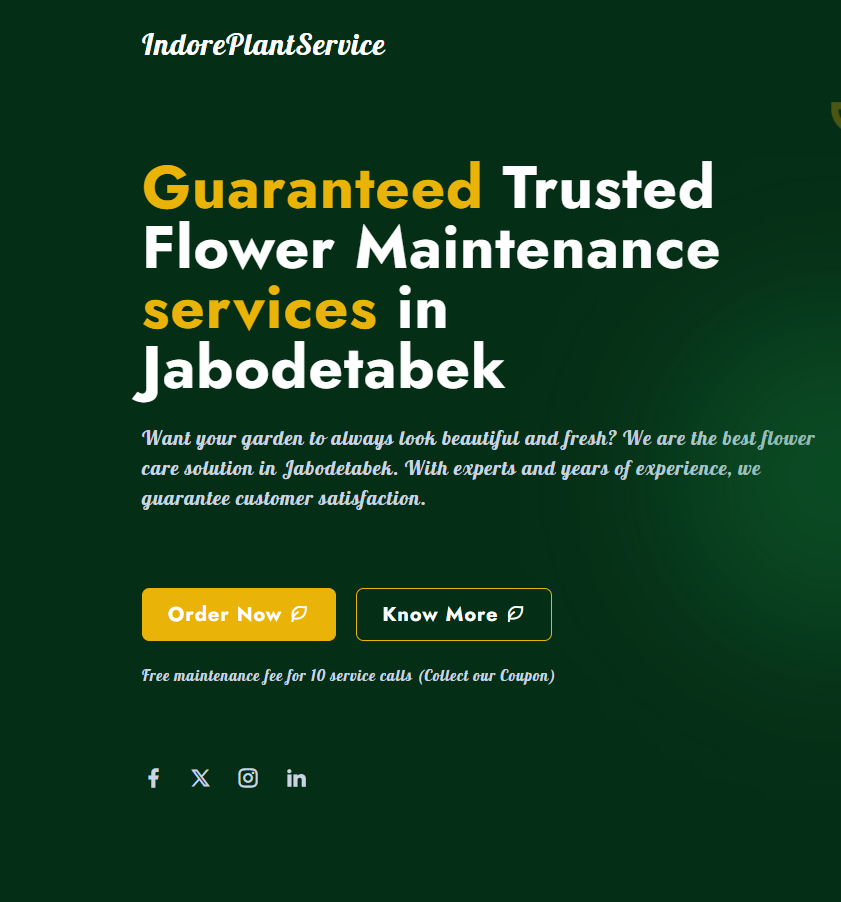 IndorePlantService
Guaranteed Trusted
Flower Maintenance
services in
Jabodetabek
Want your garden to always look beautiful and fresh? We are the best flower
care solution in Jabodetabek. With experts and years of experience, we
guarantee customer satisfaction.
Order Now Know More
Free maintenance fee for 10 service calls (Collect our Coupon)